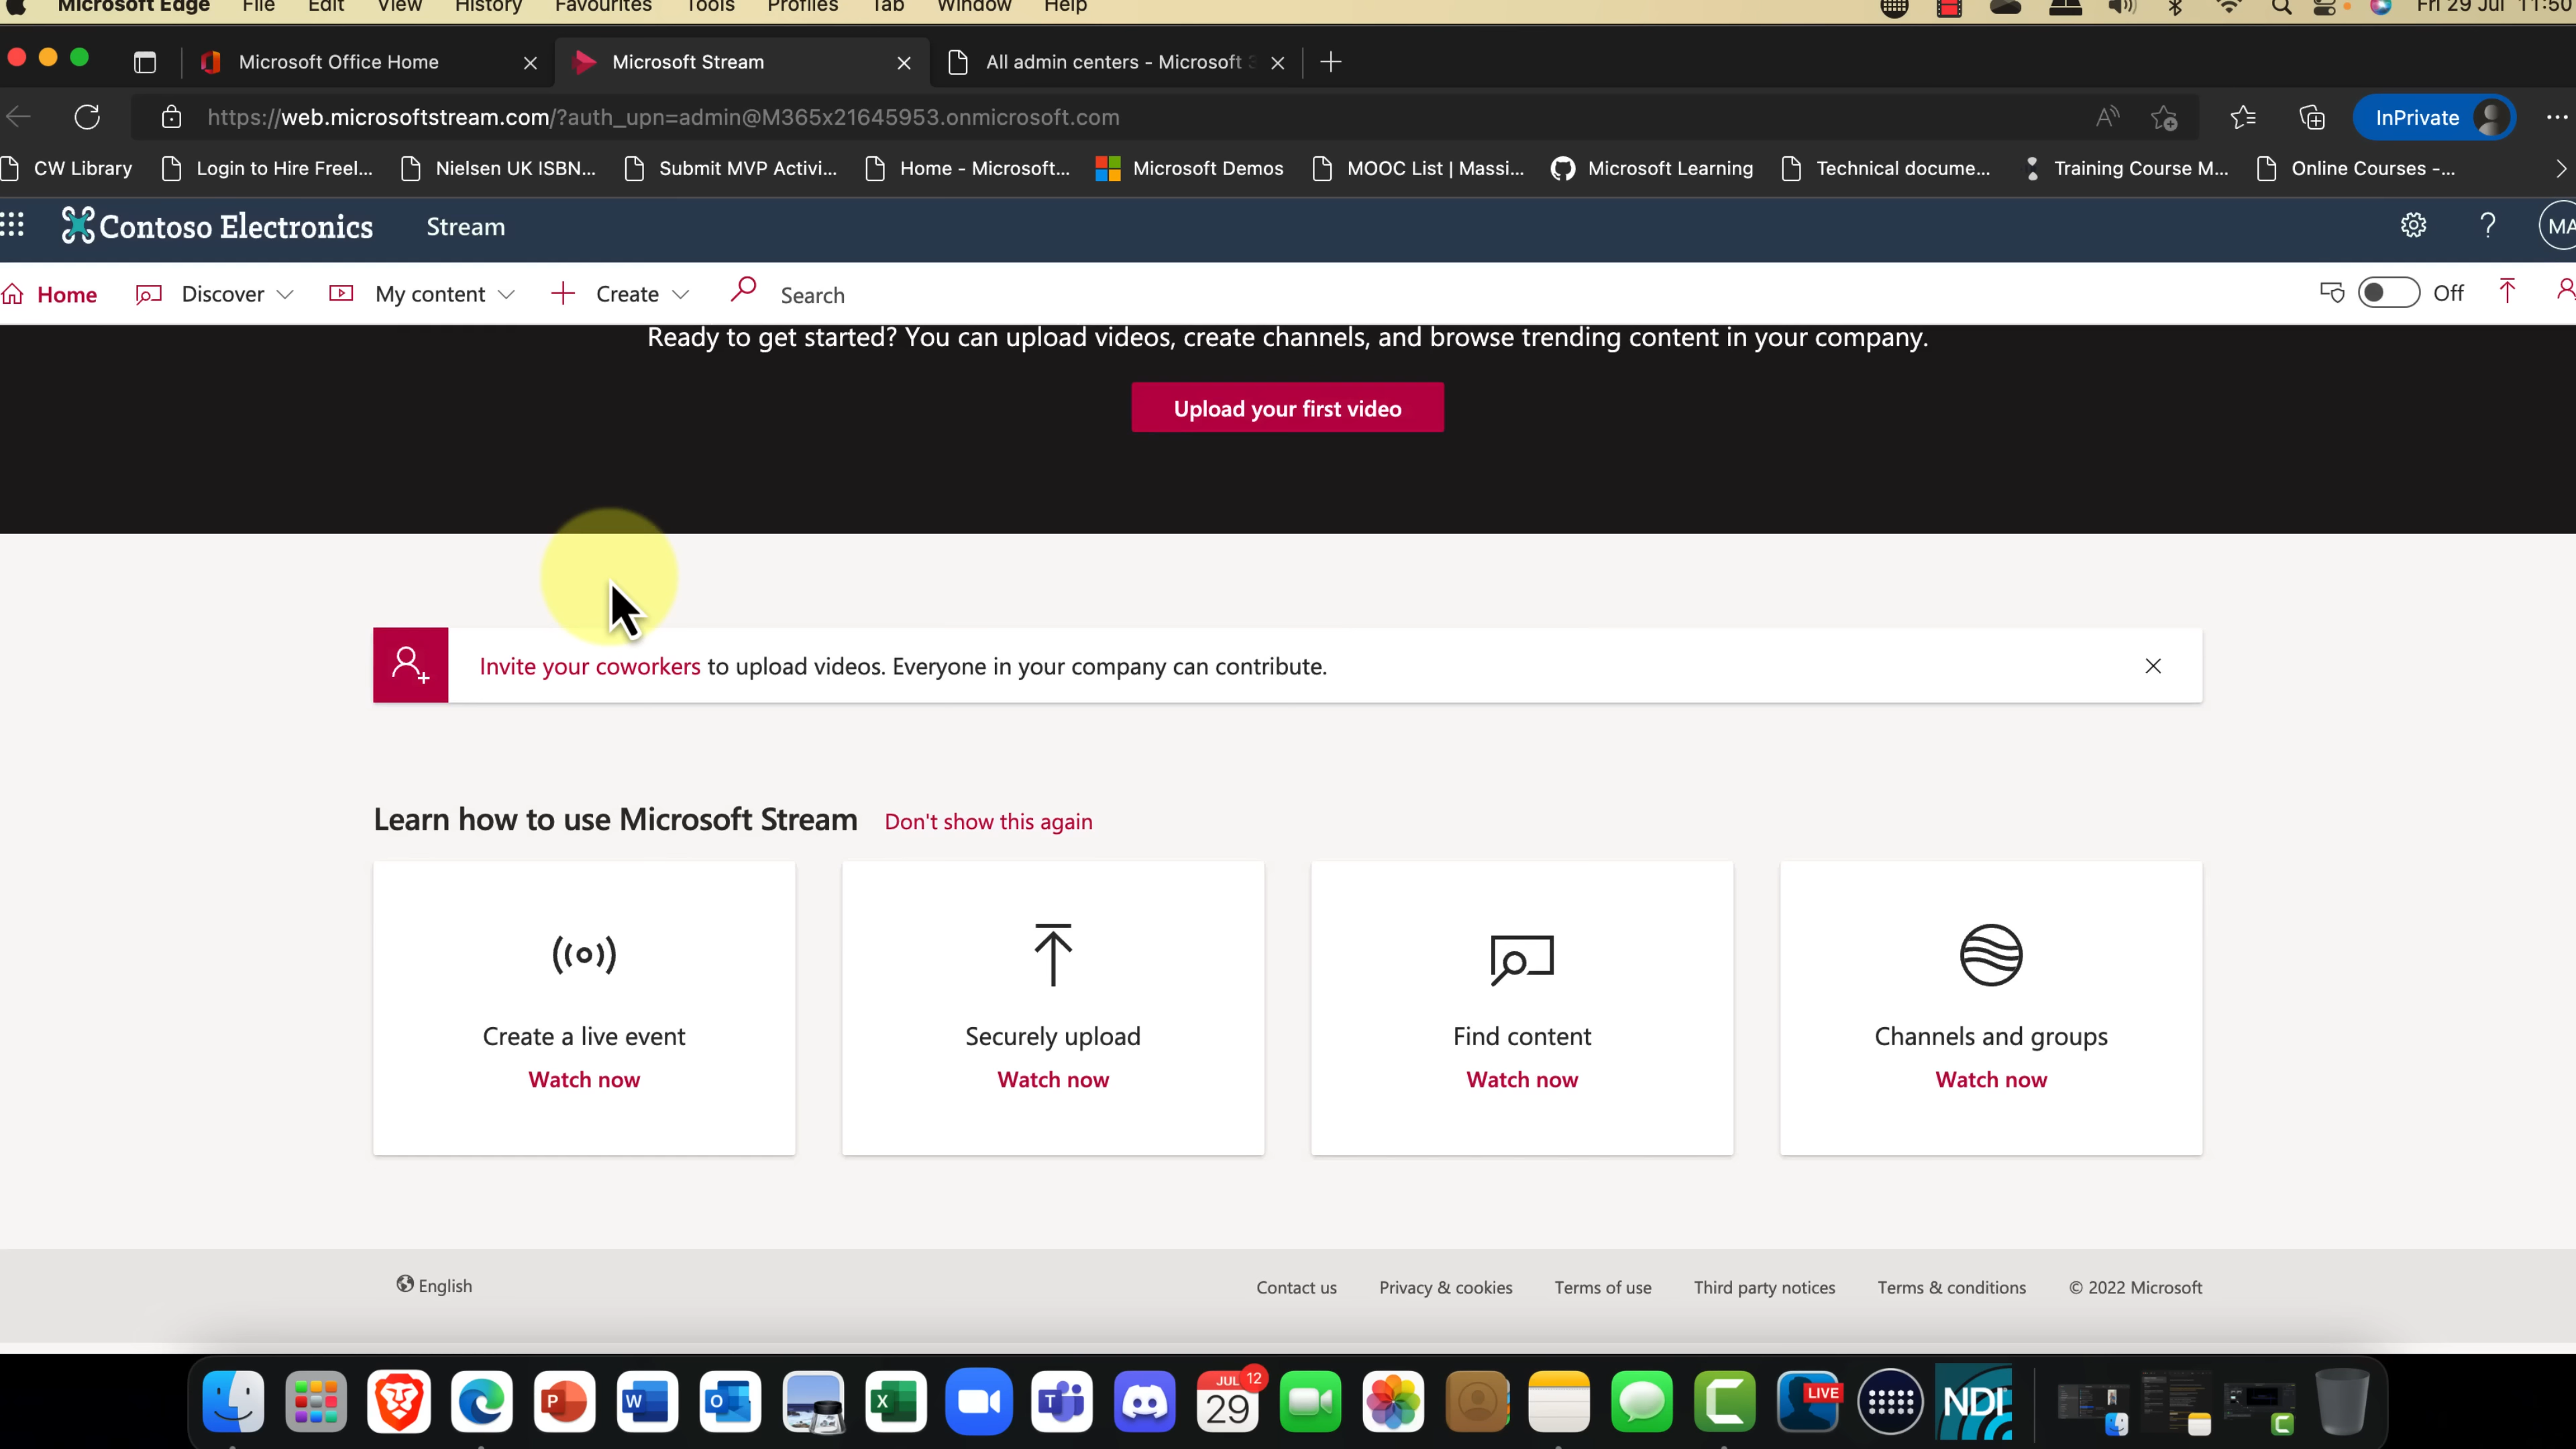 Microsoft Edge File Edit View History Favourites Tools Profiles Tab Window Help Fri 29 Jul 11:50
Microsoft Office Home Microsoft Stream All admin centers - Microsoft 3
https://web.microsoftstream.com/?auth_upn=admin@M365x21645953.onmicrosoft.com InPrivate
CW Library Login to Hire Freel... Nielsen UK ISBN... Submit MVP Activi... Home - Microsoft... Microsoft Demos MOOC List | Massi... Microsoft Learning Technical docume... Training Course M... Online Courses -...
Contoso Electronics Stream ? MA
Home Discover My content Create Search Off
Ready to get started? You can upload videos, create channels, and browse trending content in your company.
Upload your first video
Invite your coworkers to upload videos. Everyone in your company can contribute.
Learn how to use Microsoft Stream Don't show this again
Create a live event Securely upload Find content Channels and groups
Watch now Watch now Watch now Watch now
English Contact us Privacy & cookies Terms of use Third party notices Terms & conditions © 2022 Microsoft
P W O X T JUL 12 29 LIVE NDI